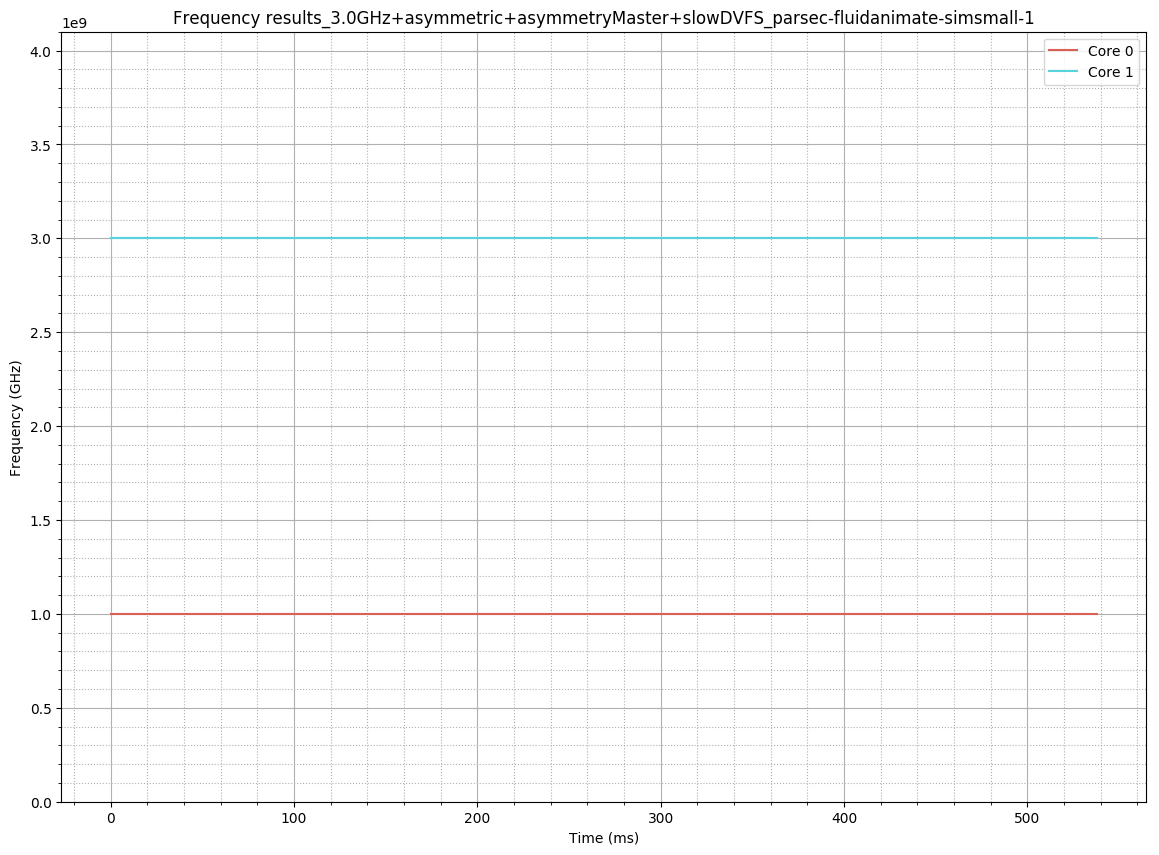 Frequency results_3.0GHz+asymmetric+asymmetryMaster+slowDVFS_parsec-fluidanimate-simsmall-1
1e9
Core 0
Core 1
4.0
3.5
3.0
2.5
2.0
1.5
1.0
0.5
0.0
Frequency (GHz)
0 100 200 300 400 500
Time (ms)